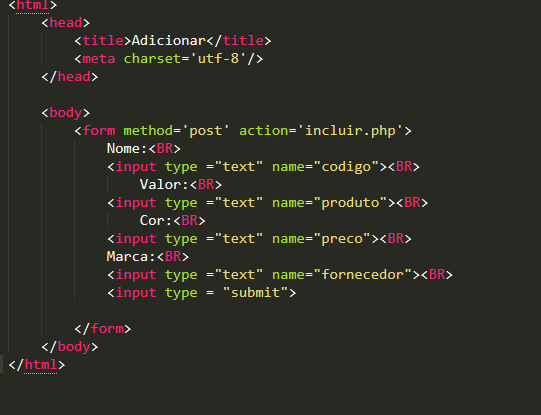 <html>
<head>
<title>Adicionar</title>
<meta charset='utf-8'/>
</head>
<body>
<form method='post' action='incluir.php'>
Nome:<BR>
<input type ="text" name="codigo"><BR>
Valor:<BR>
<input type ="text" name="produto"><BR>
Cor:<BR>
<input type ="text" name="preco"><BR>
Marca:<BR>
<input type ="text" name="fornecedor"><BR>
<input type = "submit">
</form>
</body>
</html>